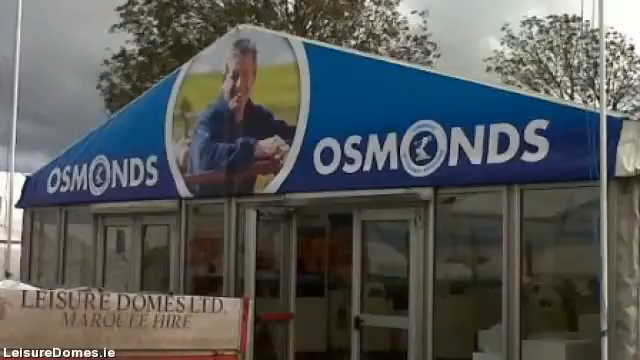 OSMONDS
OSMONDS
LEISURE DOMES LTD.
MARQUEE HIRE
LeisureDomes.ie